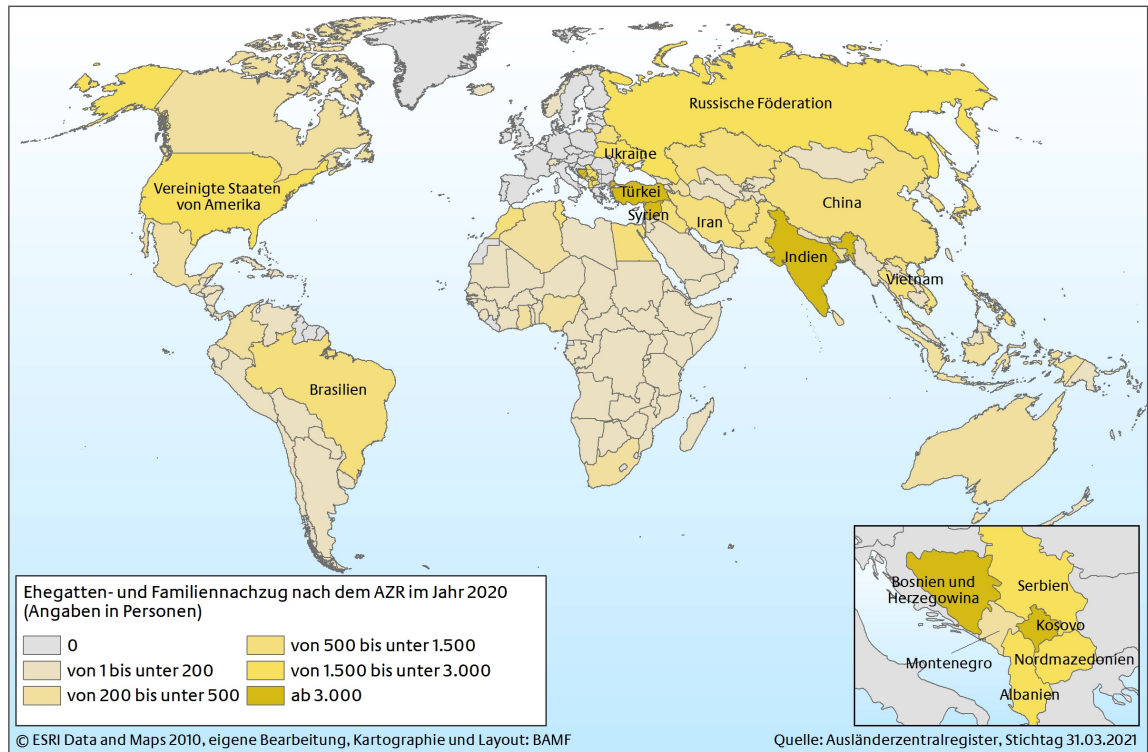 Russische Föderation
Ukraine
Vereinigte Staaten
von Amerika
Türkei
China
Syrien
Iran
Indien
Vietnam
Brasilien
Bosnien und
Herzegowina
Serbien
Kosovo
Montenegro
Nordmazedonien
Albanien
Ehegatten- und Familiennachzug nach dem AZR im Jahr 2020
(Angaben in Personen)
0
von 500 bis unter 1.500
von 1 bis unter 200
von 1.500 bis unter 3.000
von 200 bis unter 500
ab 3.000
© ESRI Data and Maps 2010, eigene Bearbeitung, Kartographie und Layout: BAMF
Quelle: Ausländerzentralregister, Stichtag 31.03.2021